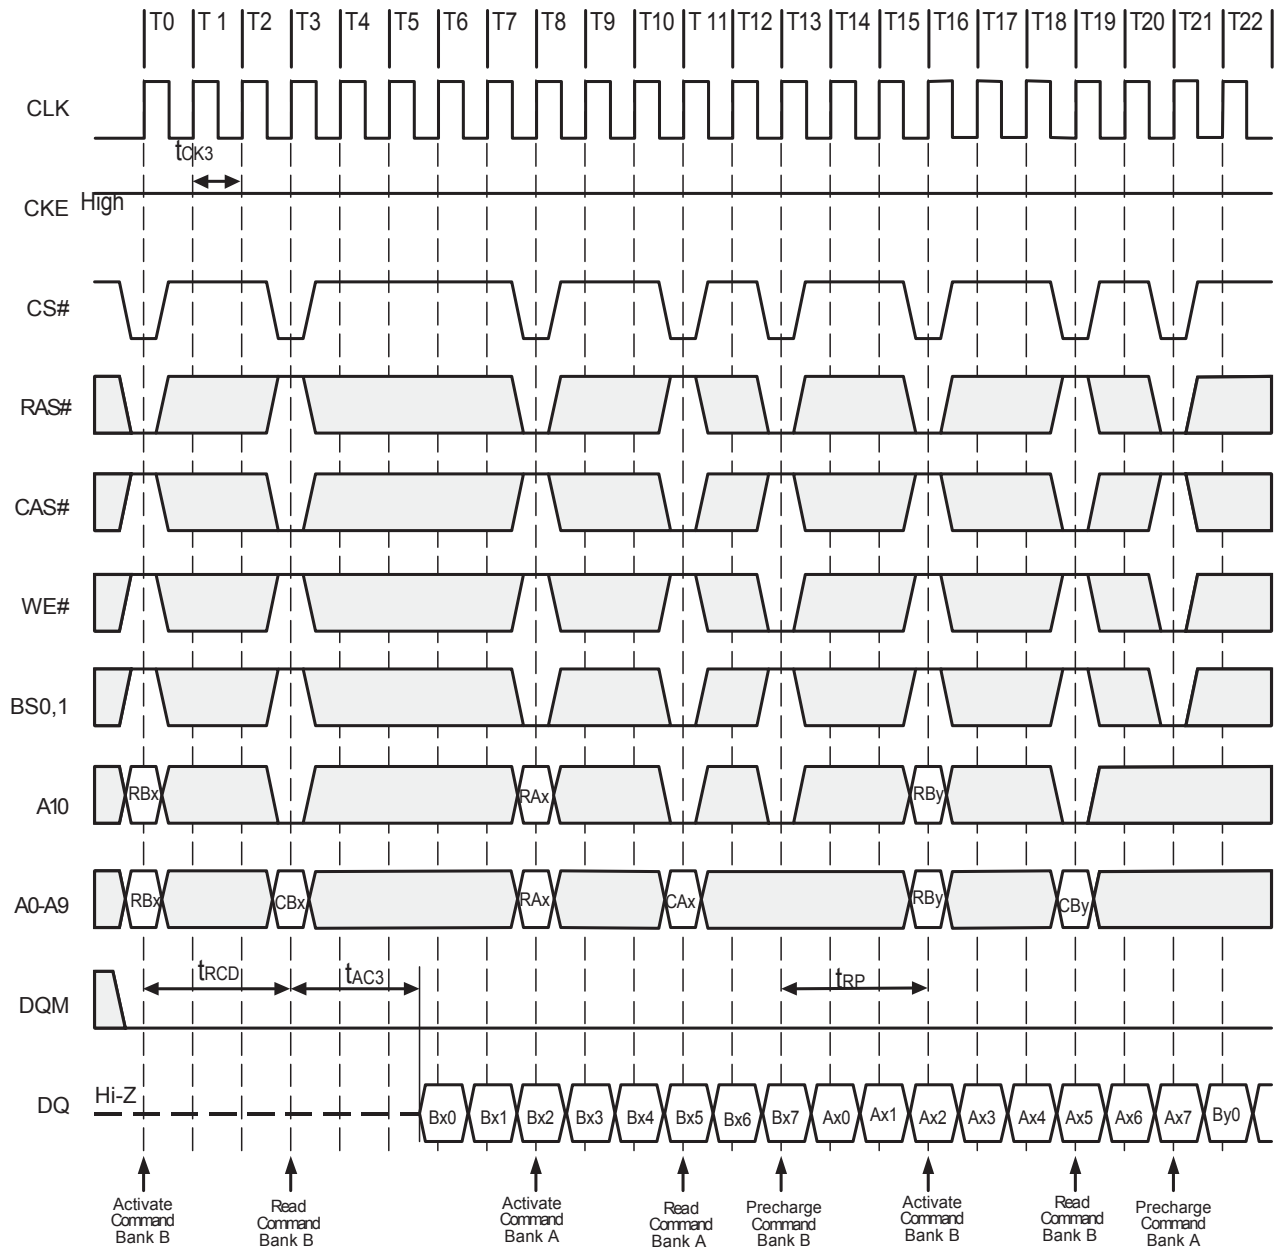 T0 T 1 T2 T3 T4 T5 T6 T7 T8 T9 T10 T 11 T12 T13 T14 T15 T16 T17 T18 T19 T20 T21 T22
CLK
tCK3
CKE High
CS#
RAS#
CAS#
WE#
BS0,1
A10 RBx RAx RBy
A0-A9 RBx CBx RAx CAx RBy CBy
tRCD tAC3 tRP
DQM
Hi-Z
DQ Bx0 Bx1 Bx2 Bx3 Bx4 Bx5 Bx6 Bx7 Ax0 Ax1 Ax2 Ax3 Ax4 Ax5 Ax6 Ax7 By0
Activate
Command
Bank B
Read
Command
Bank B
Activate
Command
Bank A
Read
Command
Bank A
Precharge
Command
Bank B
Activate
Command
Bank B
Read
Command
Bank B
Precharge
Command
Bank A